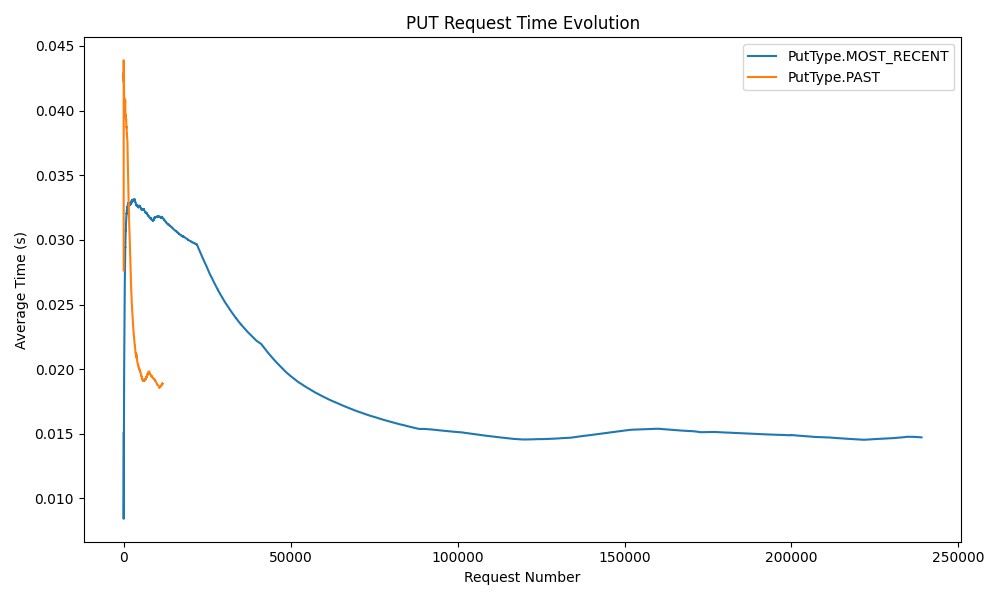 PUT Request Time Evolution
PutType.MOST_RECENT
PutType.PAST
Average Time (s)
0.045
0.040
0.035
0.030
0.025
0.020
0.015
0.010
0
50000
100000
150000
200000
250000
Request Number